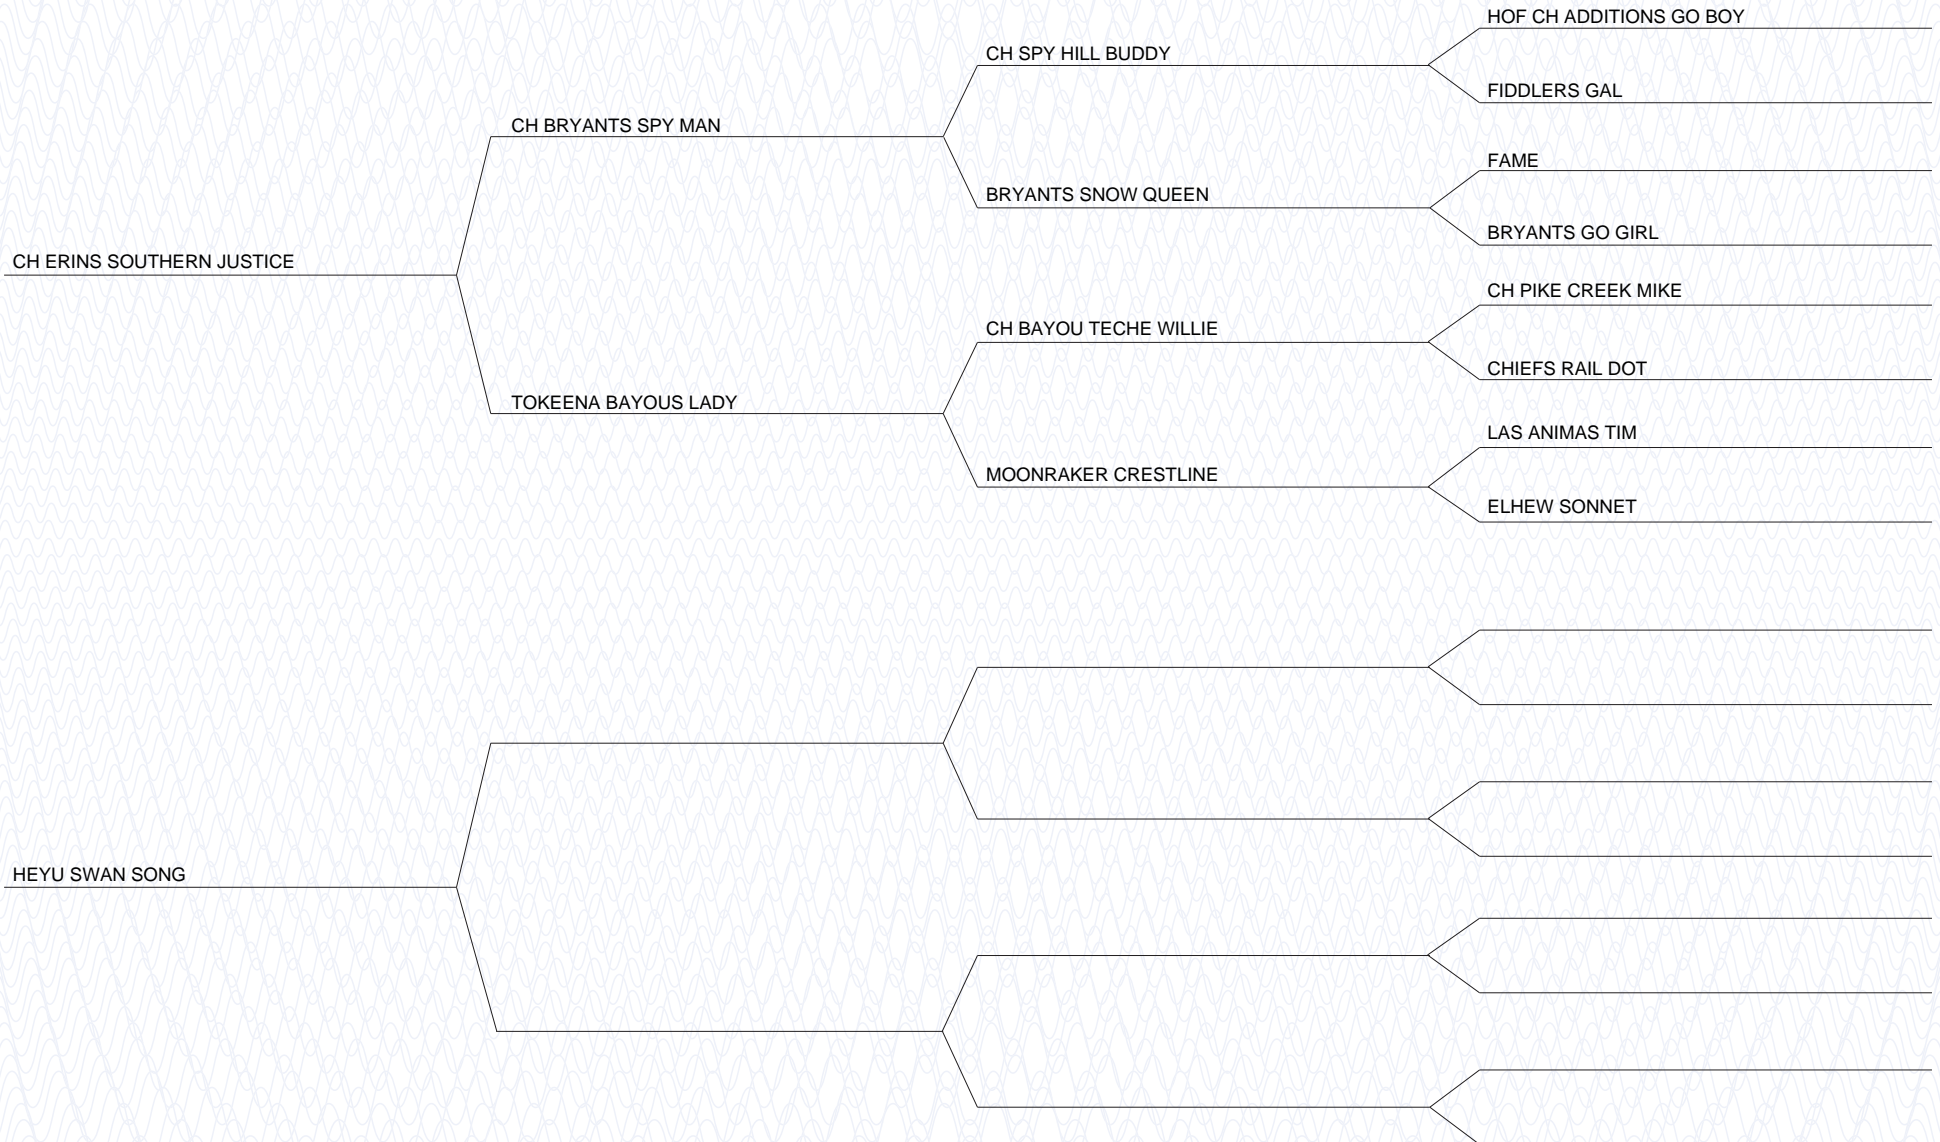 HOF CH ADDITIONS GO BOY
CH SPY HILL BUDDY
FIDDLERS GAL
CH BRYANTS SPY MAN
FAME
BRYANTS SNOW QUEEN
BRYANTS GO GIRL
CH ERINS SOUTHERN JUSTICE
CH PIKE CREEK MIKE
CH BAYOU TECHE WILLIE
CHIEFS RAIL DOT
TOKEENA BAYOUS LADY
LAS ANIMAS TIM
MOONRAKER CRESTLINE
ELHEW SONNET
HEYU SWAN SONG